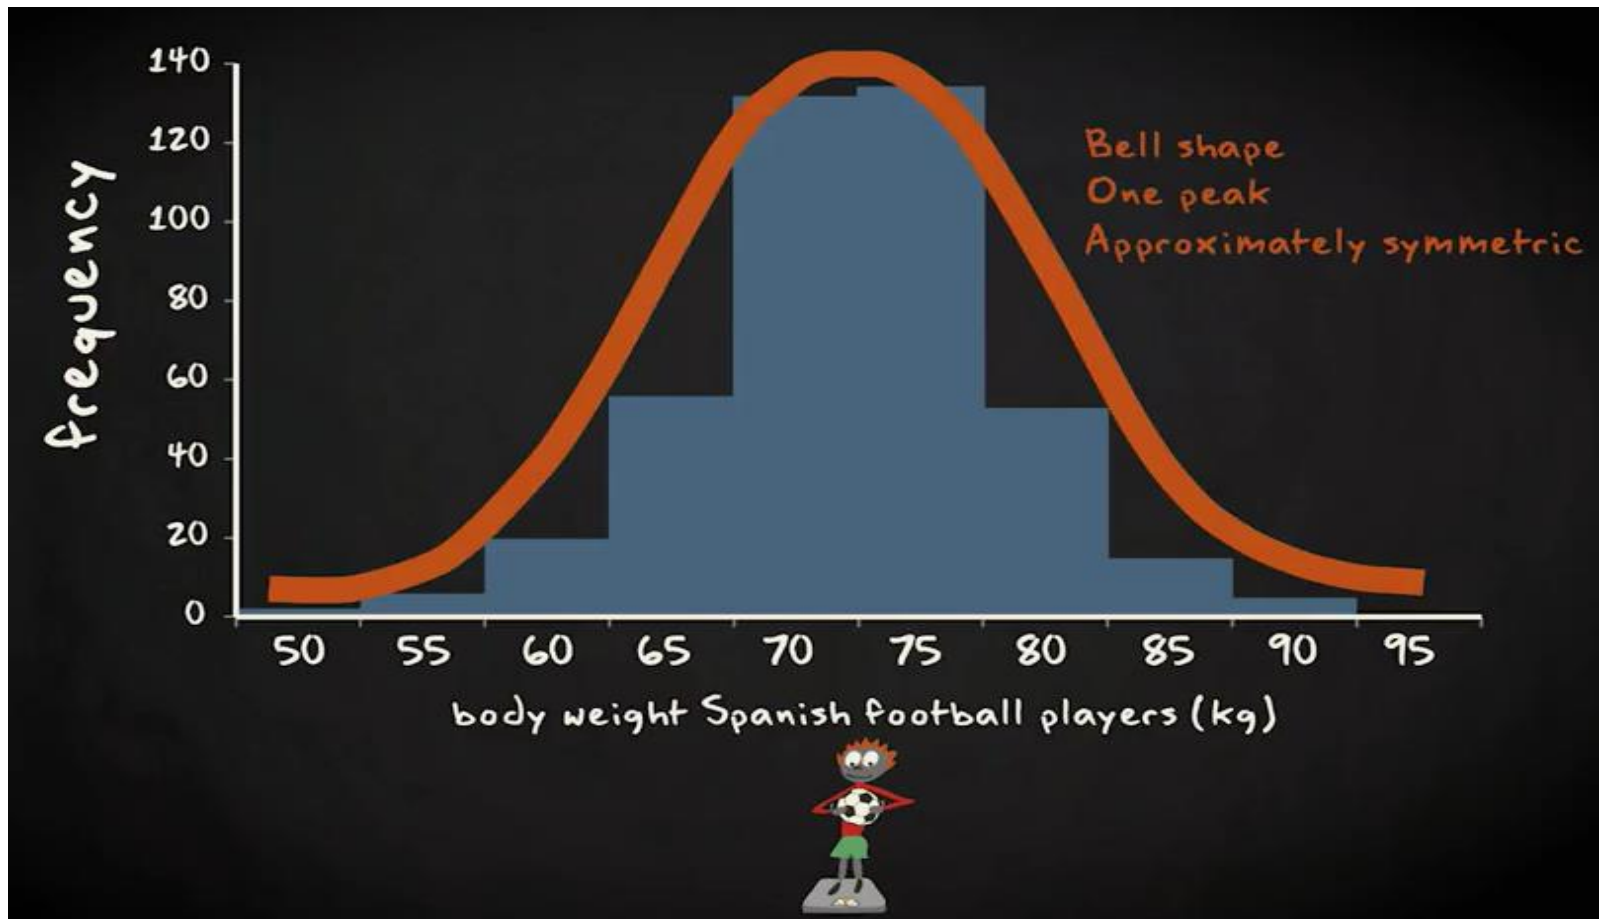 140
120
100
80
60
40
20
0
frequency
Bell shape
One peak
Approximately symmetric
50 55 60 65 70 75 80 85 90 95
body weight Spanish football players (kg)